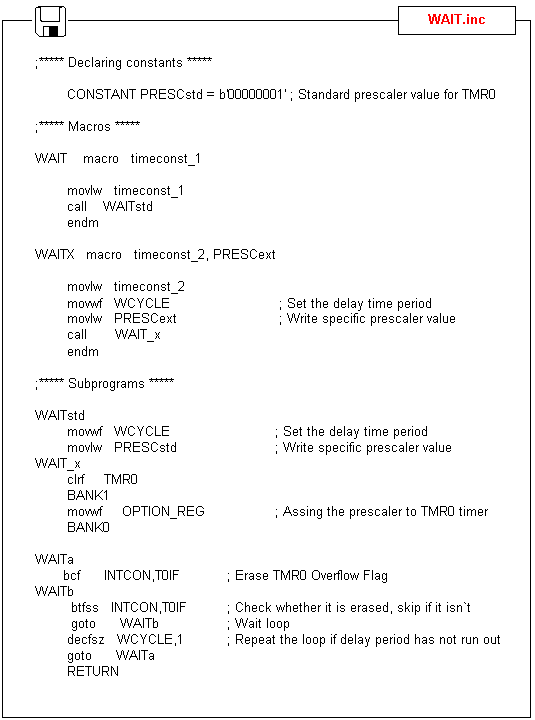 WAIT.inc
;***** Declaring constants *****
CONSTANT PRESCstd = b'00000001' ; Standard prescaler value for TMR0
;***** Macros *****
WAIT macro timeconst_1
movlw timeconst_1
call WAITstd
endm
WAITX macro timeconst_2, PRESCext
movlw timeconst_2
movwf WCYCLE ; Set the delay time period
movlw PRESCext ; Write specific prescaler value
call WAIT_x
endm
;***** Subprograms *****
WAITstd
movwf WCYCLE ; Set the delay time period
movlw PRESCstd ; Write specific prescaler value
WAIT_x
clrf TMR0
BANK1
movwf OPTION_REG ; Assing the prescaler to TMR0 timer
BANK0
WAITa
bcf INTCON,T0IF ; Erase TMR0 Overflow Flag
WAITb
btfss INTCON,T0IF ; Check whether it is erased, skip if it isn`t
goto WAITb ; Wait loop
decfsz WCYCLE,1 ; Repeat the loop if delay period has not run out
goto WAITa
RETURN